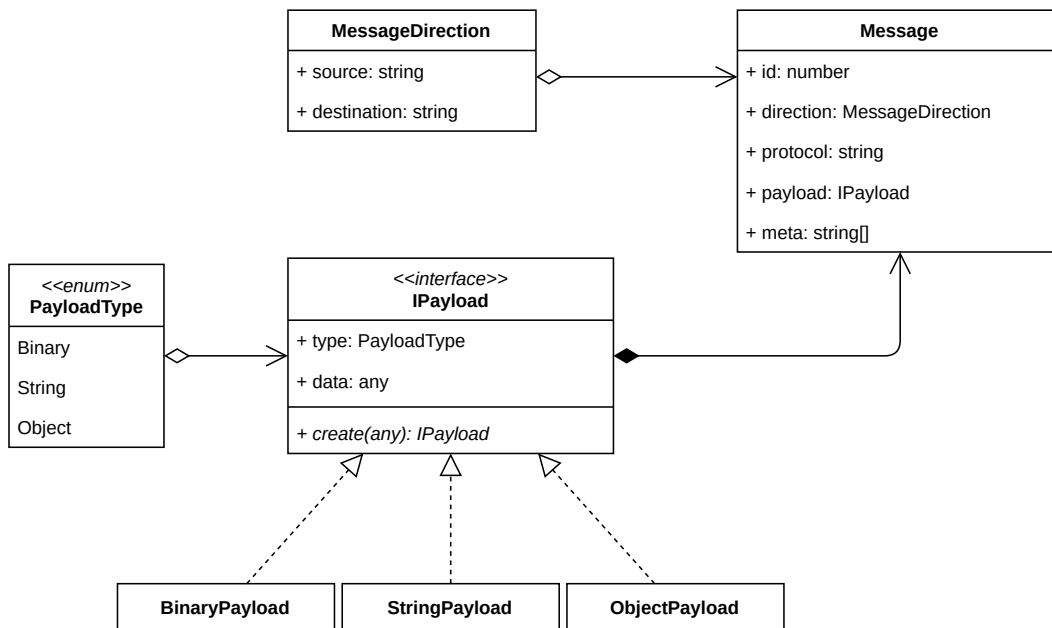 MessageDirection
+ source: string
+ destination: string
Message
+ id: number
+ direction: MessageDirection
+ protocol: string
+ payload: IPayload
+ meta: string[]
<<enum>>
PayloadType
Binary
String
Object
<<interface>>
IPayload
+ type: PayloadType
+ data: any
+ create(any): IPayload
BinaryPayload
StringPayload
ObjectPayload